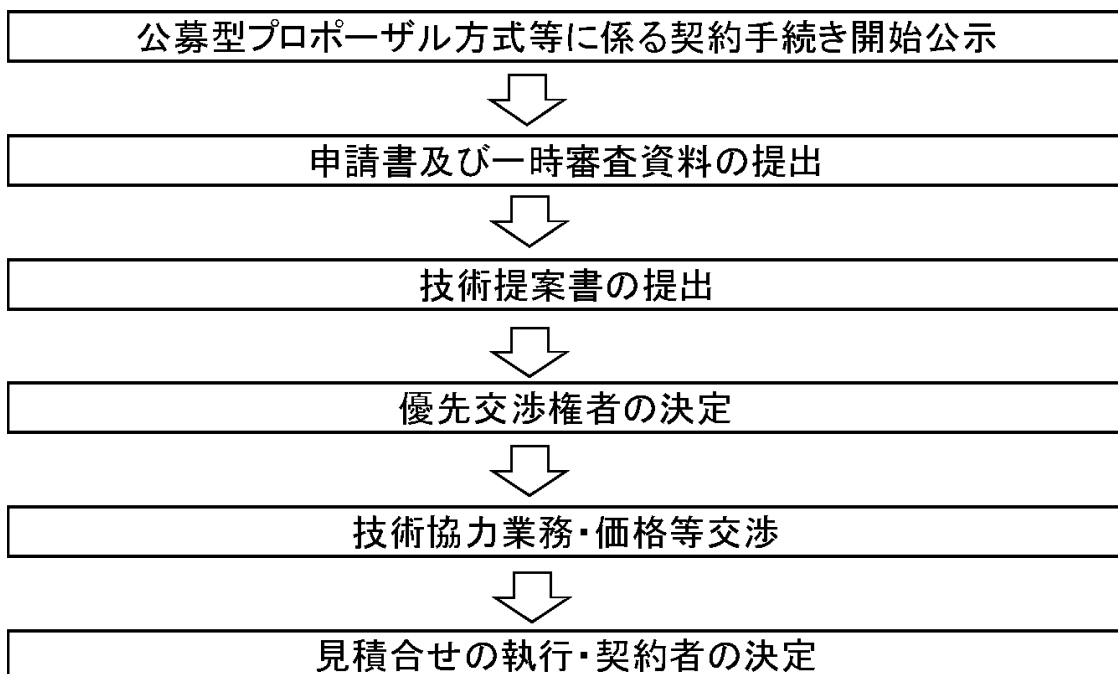 公募型プロポーザル方式等に係る契約手続き開始公示
申請書及び一時審査資料の提出
技術提案書の提出
優先交渉権者の決定
技術協力業務・価格等交渉
見積合せの執行・契約者の決定